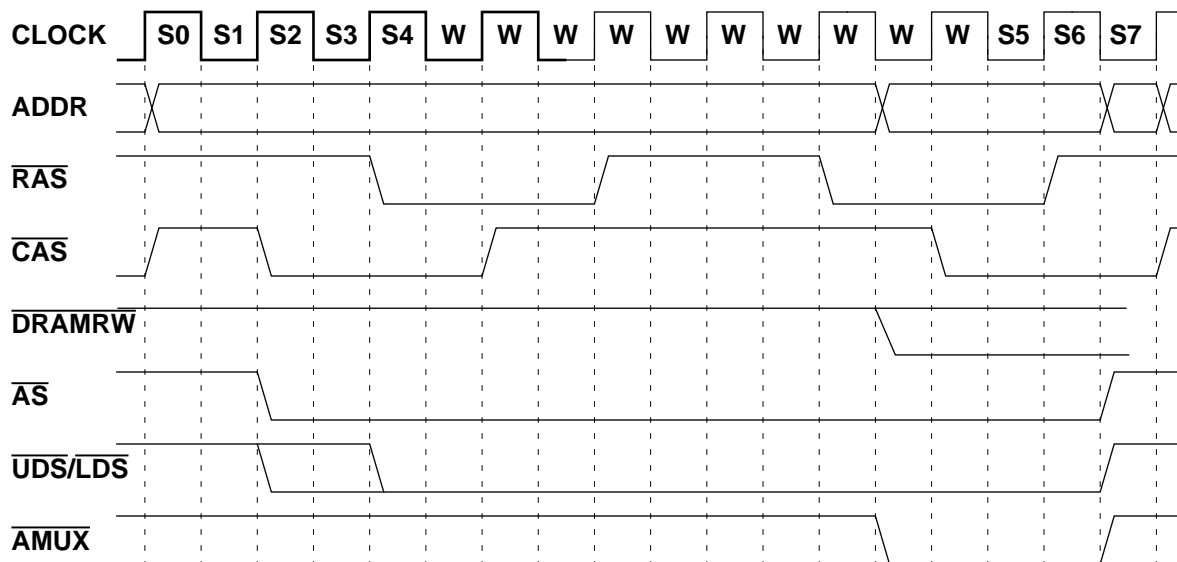 CLOCK S0 S1 S2 S3 S4 W W W W W W W W W W S5 S6 S7
ADDR
RAS
CAS
DRAMRW
AS
UDS/LDS
AMUX